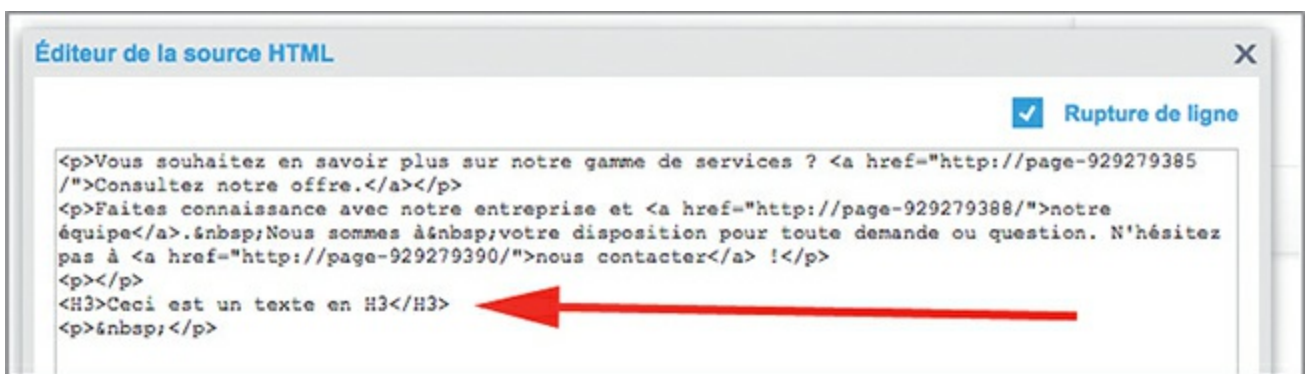 Éditeur de la source HTML
X
Rupture de ligne
<p>Vous souhaitez en savoir plus sur notre gamme de services ? <a href="http://page-929279385
/">Consultez notre offre.</a></p>
<p>Faites connaissance avec notre entreprise et <a href="http://page-929279388/">notre
équipe</a>.&nbsp;Nous sommes à&nbsp;votre disposition pour toute demande ou question. N'hésitez
pas à <a href="http://page-929279390/">nous contacter</a> !</p>
<p></p>
<H3>Ceci est un texte en H3</H3>
<p>&nbsp;</p>